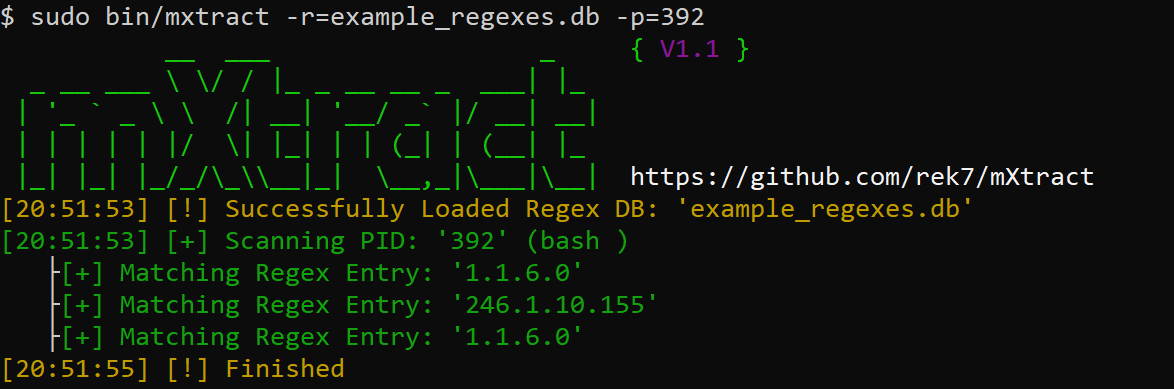 $ sudo bin/mxtract -r=example_regexes.db -p=392
{ V1.1 }
mXtract
https://github.com/rek7/mXtract
[20:51:53] [!] Successfully Loaded Regex DB: 'example_regexes.db'
[20:51:53] [+] Scanning PID: '392' (bash )
[+] Matching Regex Entry: '1.1.6.0'
[+] Matching Regex Entry: '246.1.10.155'
[+] Matching Regex Entry: '1.1.6.0'
[20:51:55] [!] Finished